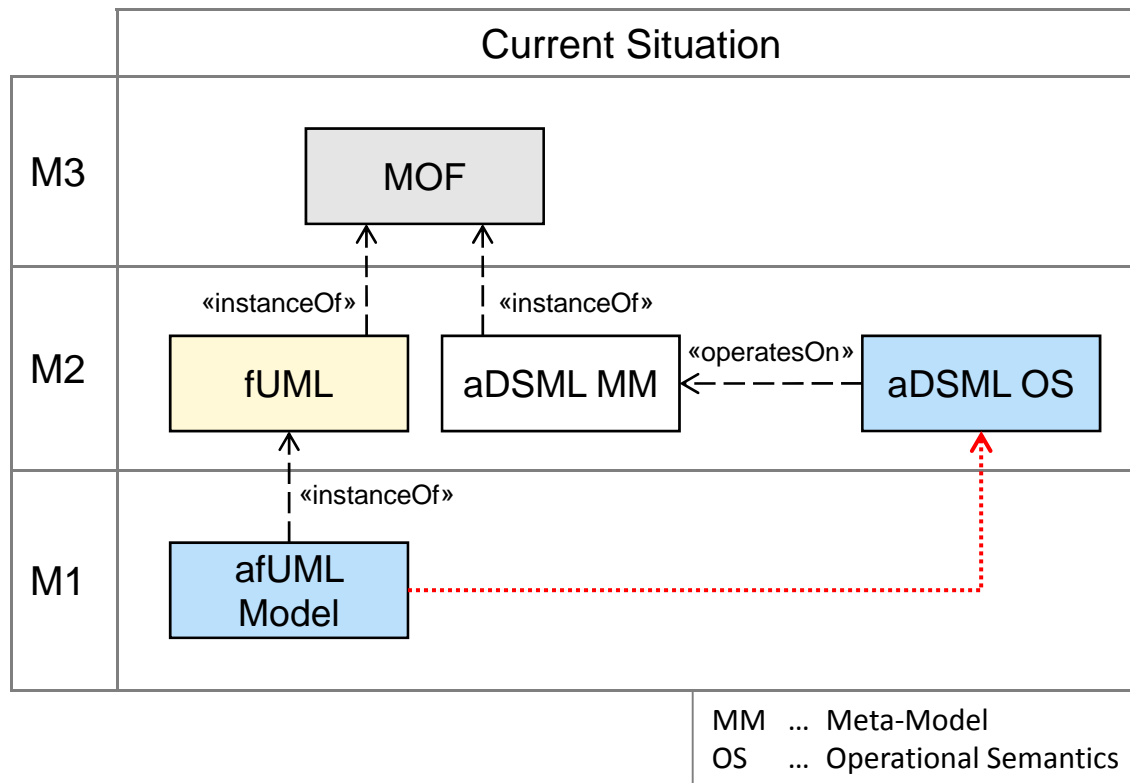 Current Situation
M3
MOF
«instanceOf»
«instanceOf»
M2
fUML
aDSML MM
«operatesOn»
aDSML OS
«instanceOf»
M1
afUML
Model
MM ... Meta-Model
OS ... Operational Semantics